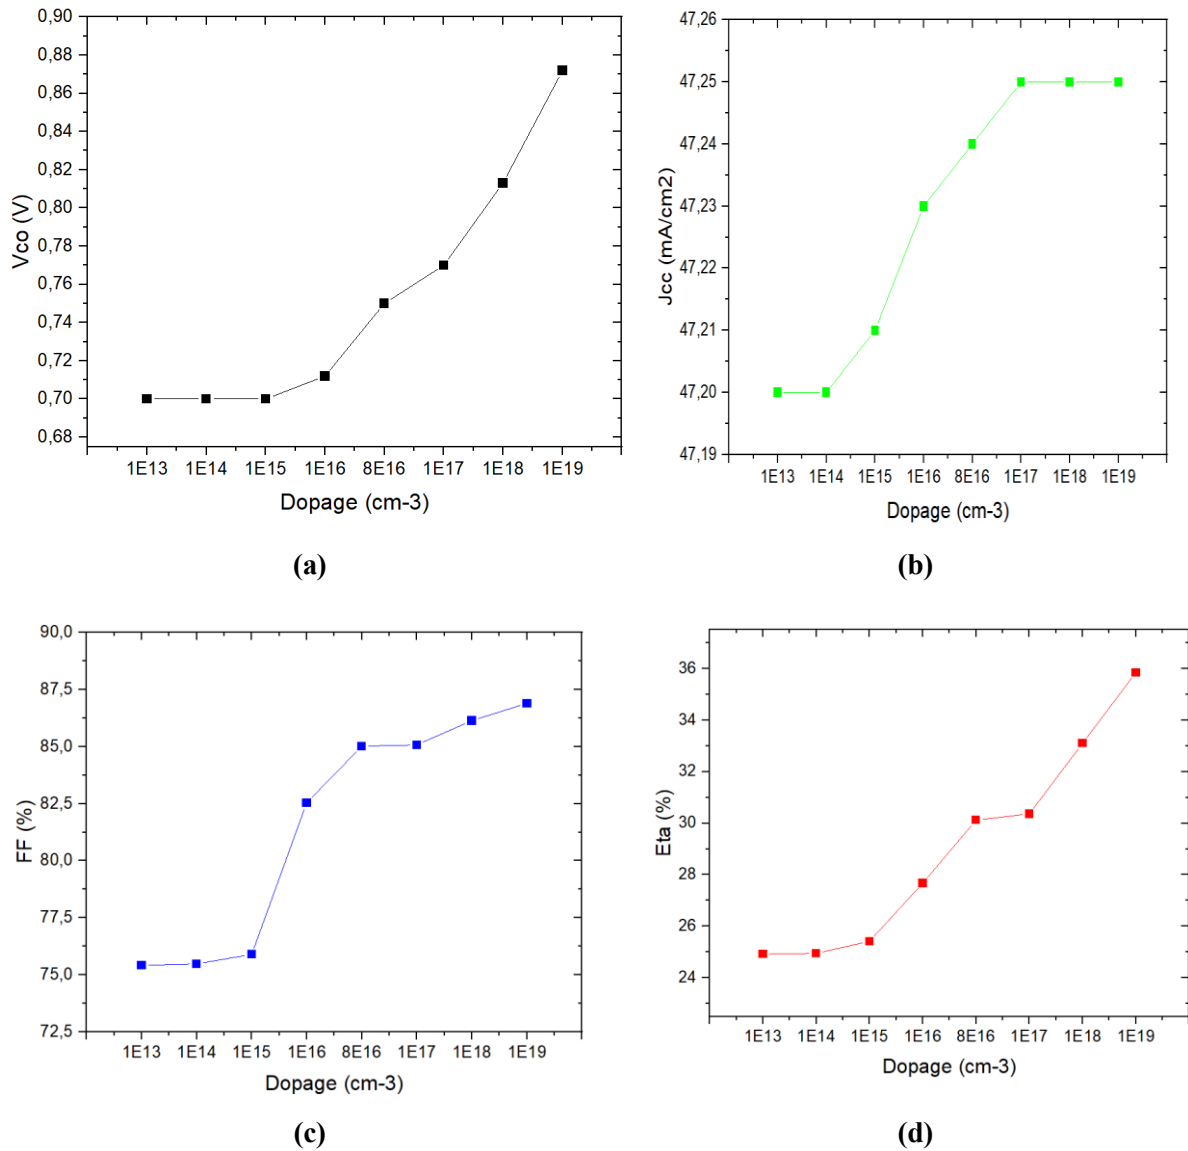 0,90
0,88
0,86
0,84
0,82
0,80
0,78
0,76
0,74
0,72
0,70
0,68
Vco (V)
1E13 1E14 1E15 1E16 8E16 1E17 1E18 1E19
Dopage (cm-3)
(a)
47,26
47,25
47,24
47,23
47,22
47,21
47,20
47,19
Jcc (mA/cm2)
1E13 1E14 1E15 1E16 8E16 1E17 1E18 1E19
Dopage (cm-3)
(b)
90,0
87,5
85,0
82,5
80,0
77,5
75,0
72,5
FF (%)
1E13 1E14 1E15 1E16 8E16 1E17 1E18 1E19
Dopage (cm-3)
(c)
36
34
32
30
28
26
24
Eta (%)
1E13 1E14 1E15 1E16 8E16 1E17 1E18 1E19
Dopage (cm-3)
(d)